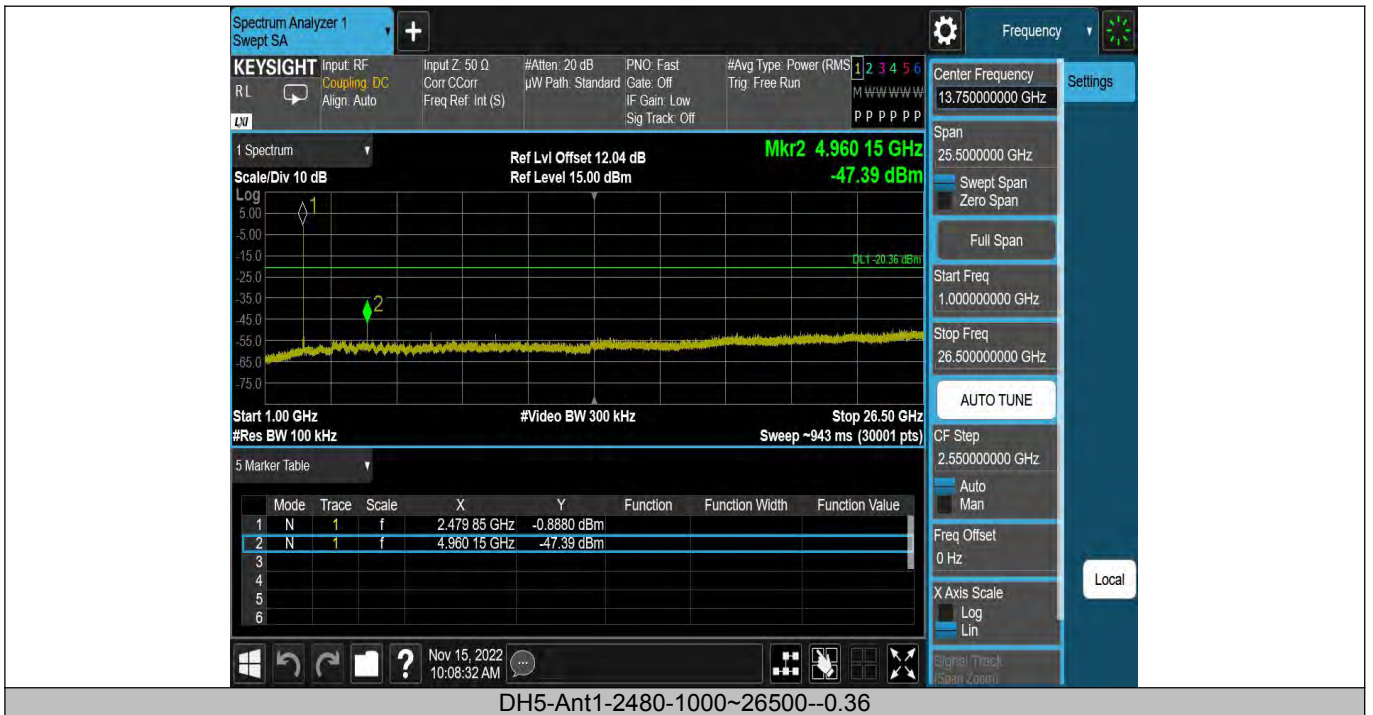 Spectrum Analyzer 1
Swept SA
+
Frequency
KEYSIGHT
RL
LXI
Input: RF
Coupling: DC
Align: Auto
Input Z: 50 Ω
Corr CCorr
Freq Ref: Int (S)
#Atten: 20 dB
µW Path: Standard
PNO: Fast
Gate: Off
IF Gain: Low
Sig Track: Off
#Avg Type: Power (RMS
Trig: Free Run
1 2 3 4 5 6
M W W W W W
P P P P P P
1 Spectrum
Scale/Div 10 dB
Ref Lvl Offset 12.04 dB
Ref Level 15.00 dBm
Mkr2 4.960 15 GHz
-47.39 dBm
Log
5.00
-5.00
-15.0
-25.0
-35.0
-45.0
-55.0
-65.0
-75.0
1
2
DL1 -20.36 dBm
Start 1.00 GHz
#Video BW 300 kHz
Stop 26.50 GHz
#Res BW 100 kHz
Sweep ~943 ms (30001 pts)
5 Marker Table
Mode Trace Scale X Y Function Function Width Function Value
1 N 1 f 2.479 85 GHz -0.8880 dBm
2 N 1 f 4.960 15 GHz -47.39 dBm
3
4
5
6
?
Nov 15, 2022
10:08:32 AM
Center Frequency
13.750000000 GHz
Settings
Span
25.5000000 GHz
Swept Span
Zero Span
Full Span
Start Freq
1.000000000 GHz
Stop Freq
26.500000000 GHz
AUTO TUNE
CF Step
2.550000000 GHz
Auto
Man
Freq Offset
0 Hz
X Axis Scale
Log
Lin
Local
Signal Track
(Span Zoom)
DH5-Ant1-2480-1000~26500--0.36